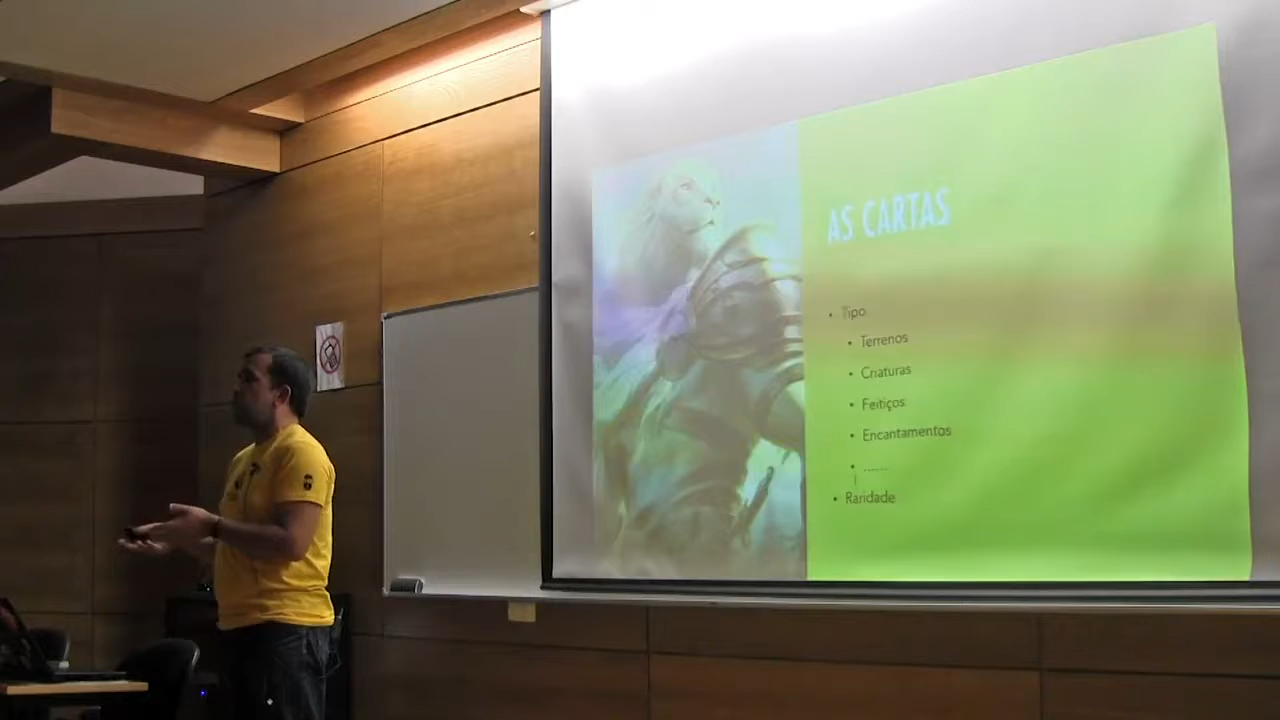 AS CARTAS
• Tipo
• Terrenos
• Criaturas
• Feitiços
• Encantamentos
• ......
• Raridade